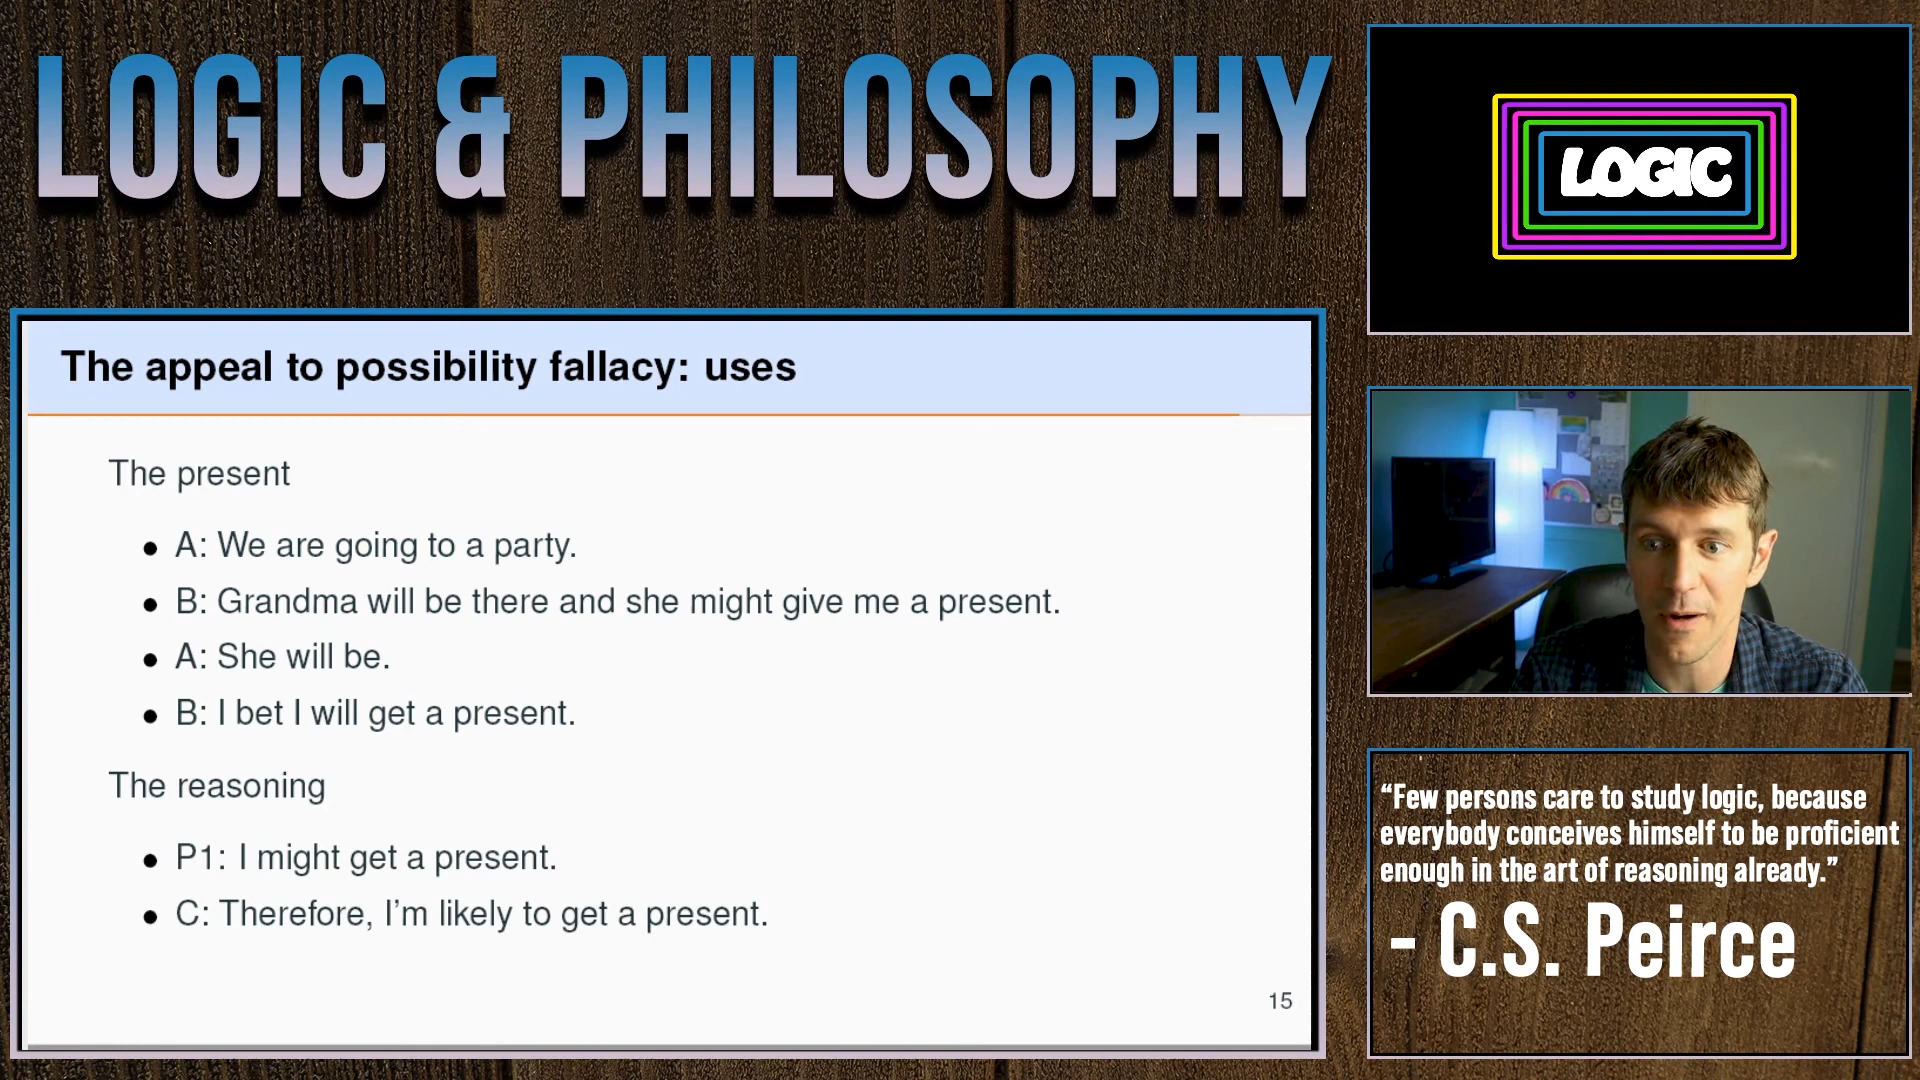 LOGIC & PHILOSOPHY
LOGIC
The appeal to possibility fallacy: uses
The present
● A: We are going to a party.
● B: Grandma will be there and she might give me a present.
● A: She will be.
● B: I bet I will get a present.
The reasoning
● P1: I might get a present.
● C: Therefore, I'm likely to get a present.
15
“Few persons care to study logic, because
everybody conceives himself to be proficient
enough in the art of reasoning already.”
- C.S. Peirce